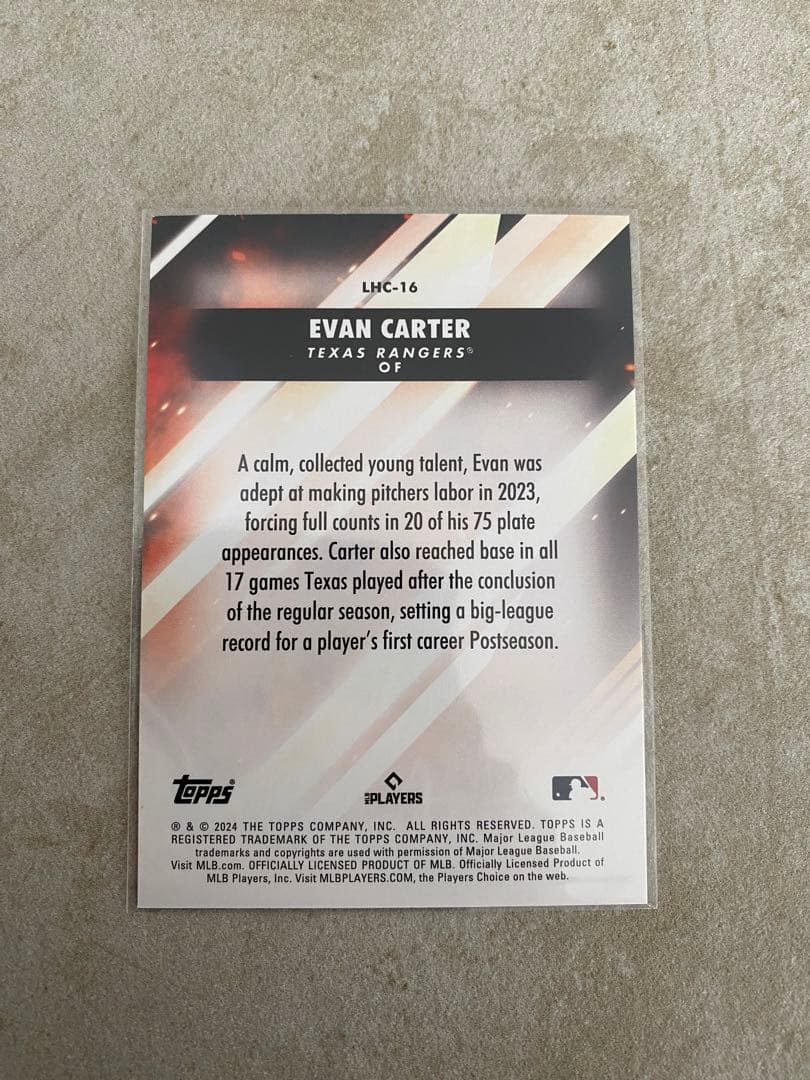 LHC-16
EVAN CARTER
TEXAS RANGERS®
OF
A calm, collected young talent, Evan was
adept at making pitchers labor in 2023,
forcing full counts in 20 of his 75 plate
appearances. Carter also reached base in all
17 games Texas played after the conclusion
of the regular season, setting a big-league
record for a player's first career Postseason.
Topps®
MLB PLAYERS
® & © 2024 THE TOPPS COMPANY, INC. ALL RIGHTS RESERVED. TOPPS IS A
REGISTERED TRADEMARK OF THE TOPPS COMPANY, INC. Major League Baseball
trademarks and copyrights are used with permission of Major League Baseball.
Visit MLB.com. OFFICIALLY LICENSED PRODUCT OF MLB. Officially Licensed Product of
MLB Players, Inc. Visit MLBPLAYERS.COM, the Players Choice on the web.